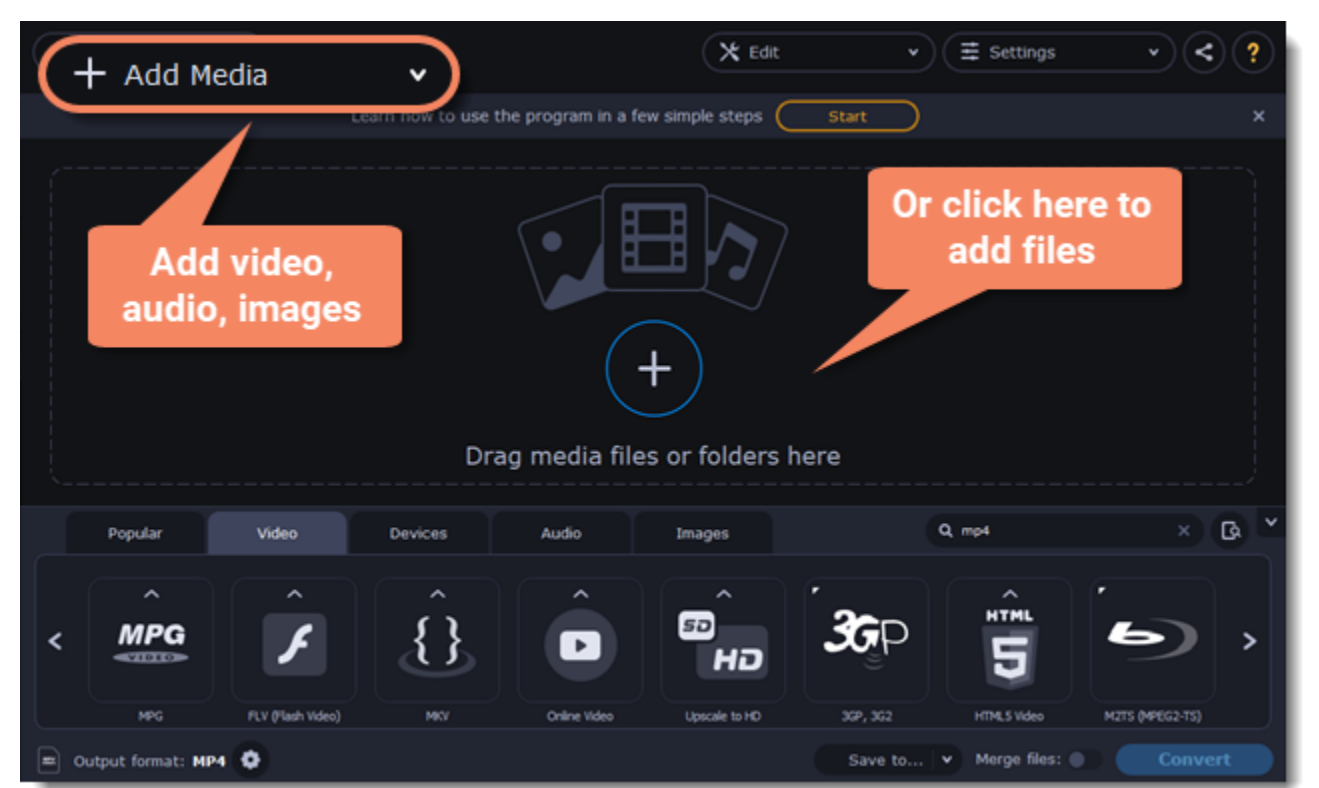 Add Media
Edit
Settings
?
Learn how to use the program in a few simple steps
Start
Add video,
audio, images
Or click here to
add files
Drag media files or folders here
Popular
Video
Devices
Audio
Images
mp4
MPG
VIDEO
SD
HD
3GP
HTML
5
MPG
FLV (Flash Video)
MKV
Online Video
Upscale to HD
3GP, 3G2
HTML5 Video
M2TS (MPEG2-TS)
Output format: MP4
Save to...
Merge files:
Convert